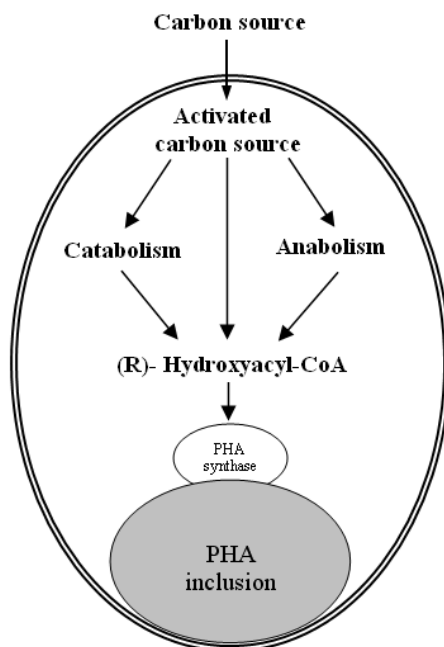 Carbon source
Activated
carbon source
Catabolism
Anabolism
(R)- Hydroxyacyl-CoA
PHA
synthase
PHA
inclusion